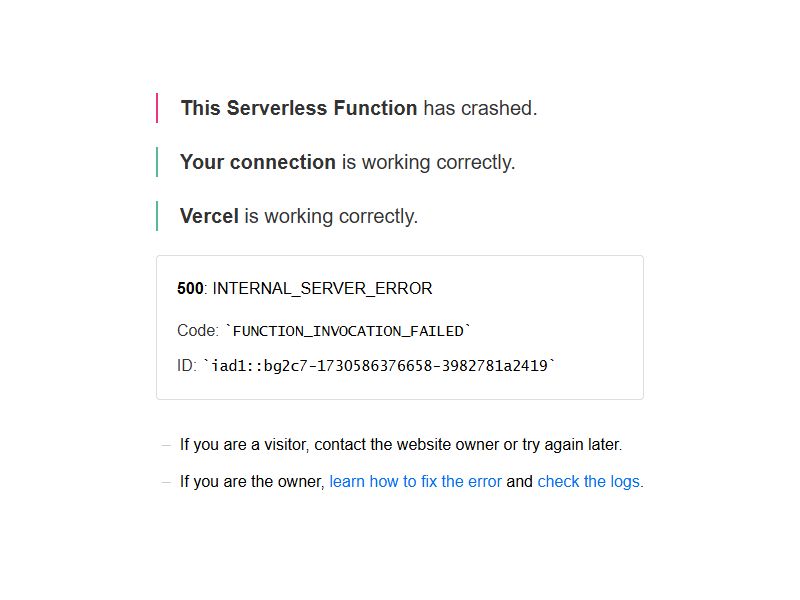 This Serverless Function has crashed.
Your connection is working correctly.
Vercel is working correctly.
500: INTERNAL_SERVER_ERROR
Code: `FUNCTION_INVOCATION_FAILED`
ID: `iad1::bg2c7-1730586376658-3982781a2419`
If you are a visitor, contact the website owner or try again later.
If you are the owner, learn how to fix the error and check the logs.